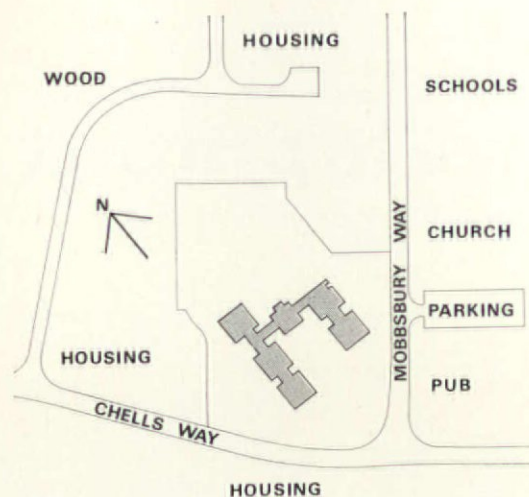 HOUSING
WOOD
SCHOOLS
N
MOBBSBURY WAY
CHURCH
PARKING
HOUSING
PUB
CHELLS WAY
HOUSING